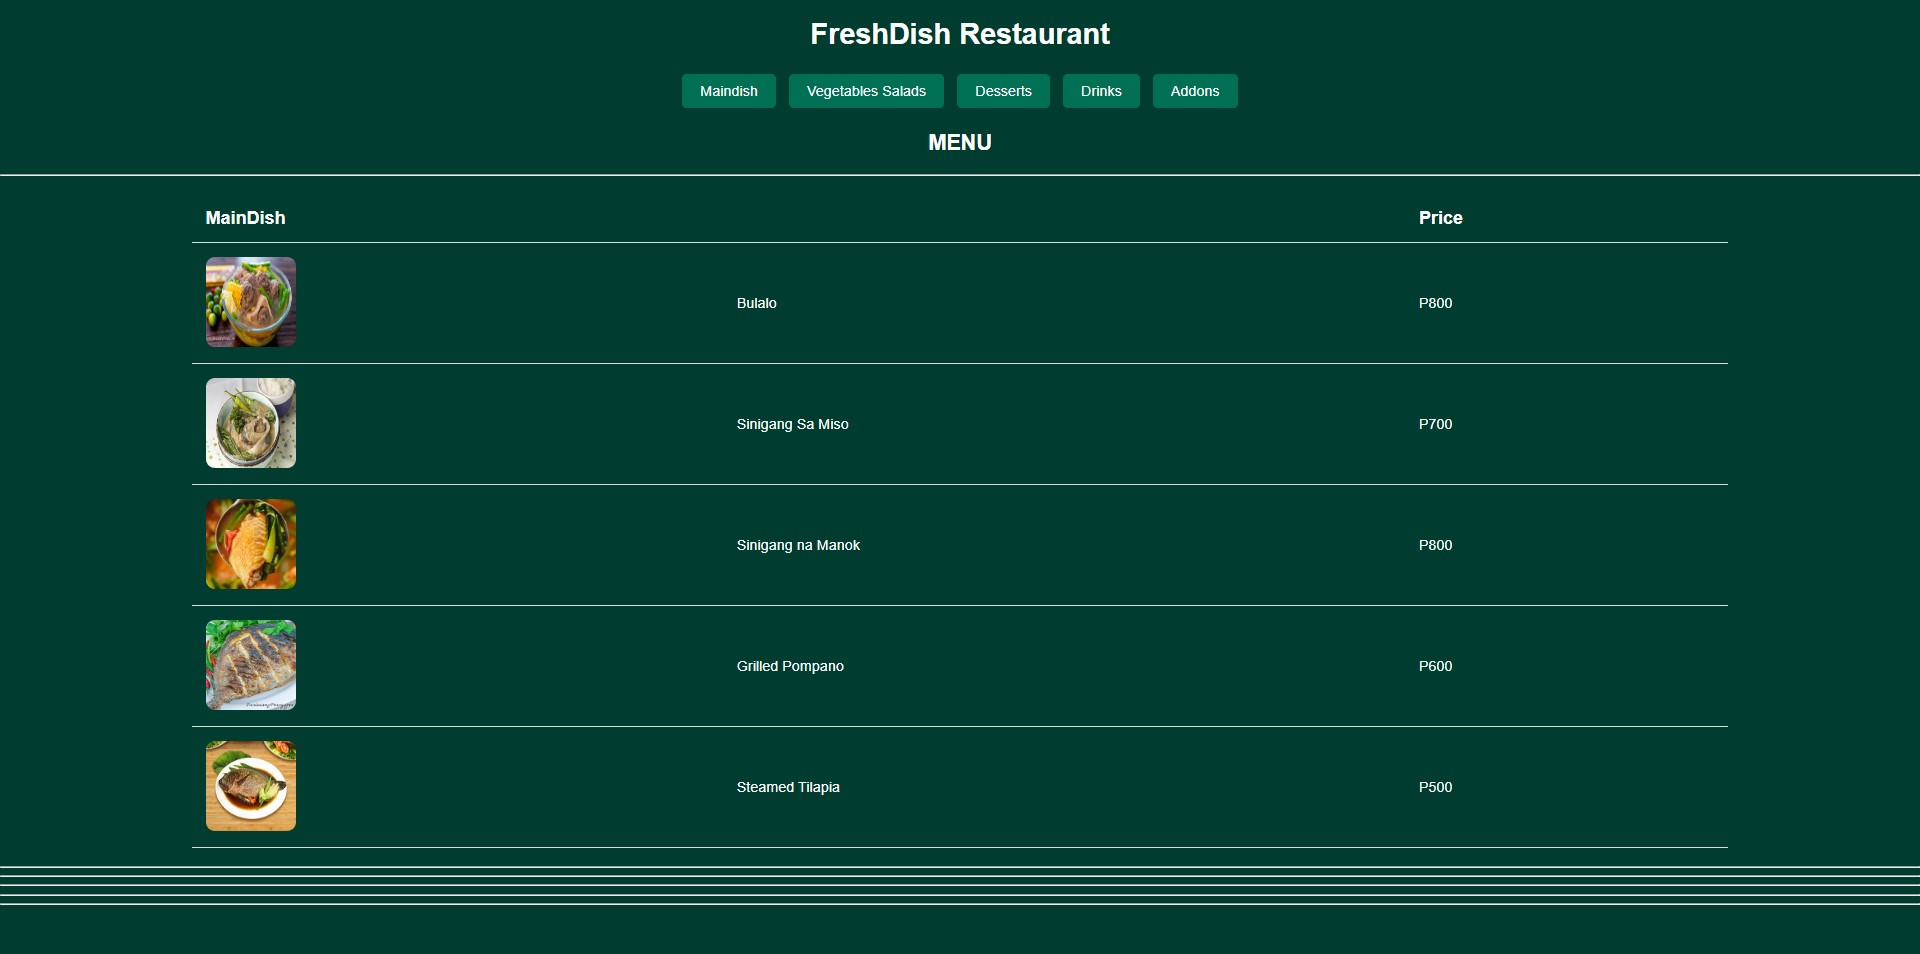 FreshDish Restaurant
Maindish Vegetables Salads Desserts Drinks Addons
MENU
MainDish Price
Bulalo P800
Sinigang Sa Miso P700
Sinigang na Manok P800
Grilled Pompano P600
Steamed Tilapia P500